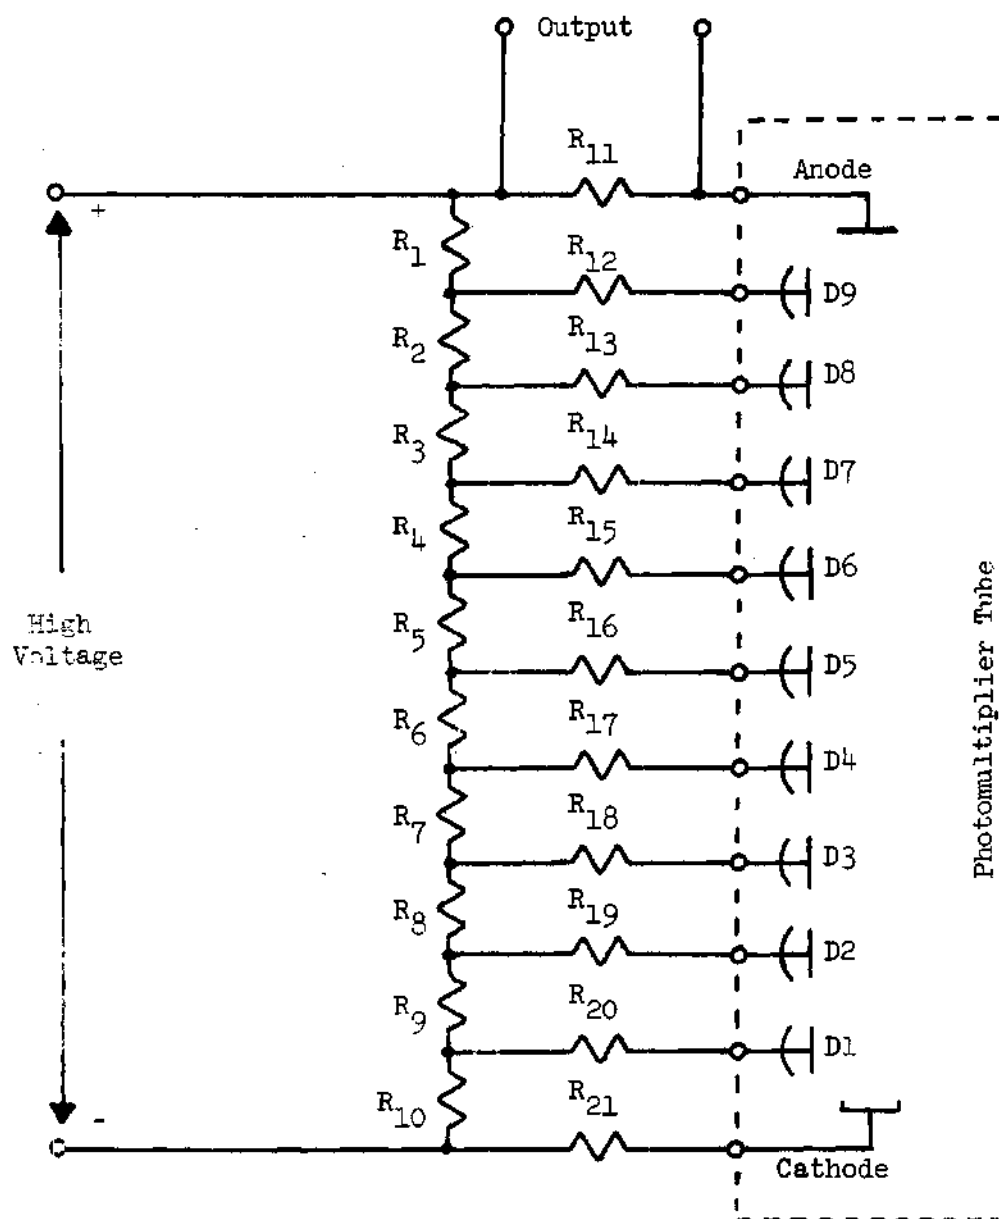 Output
R11
Anode
+
R1
R12
D9
R2
R13
D8
R3
R14
D7
R4
R15
D6
High
Voltage
R5
R16
D5
R6
R17
D4
R7
R18
D3
R8
R19
D2
R9
R20
D1
R10
R21
-
Cathode
Photomultiplier Tube